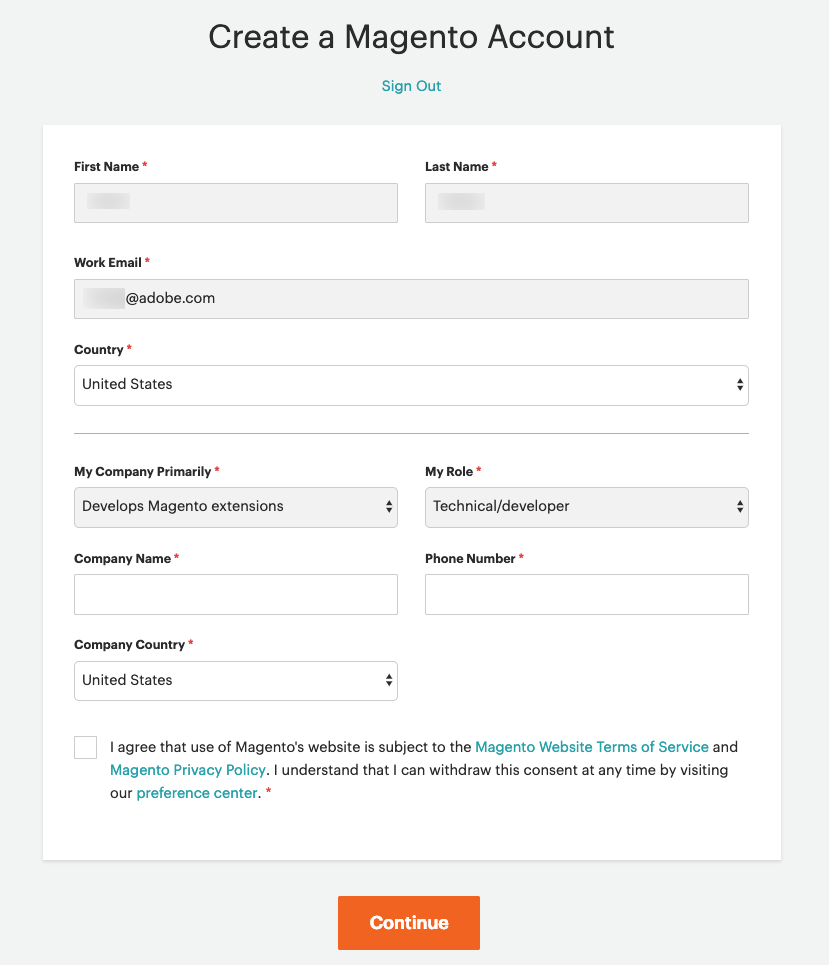 Create a Magento Account
Sign Out
First Name *
Last Name *
Work Email *
@adobe.com
Country *
United States
My Company Primarily *
My Role *
Develops Magento extensions
Technical/developer
Company Name *
Phone Number *
Company Country *
United States
I agree that use of Magento's website is subject to the Magento Website Terms of Service and
Magento Privacy Policy. I understand that I can withdraw this consent at any time by visiting
our preference center. *
Continue